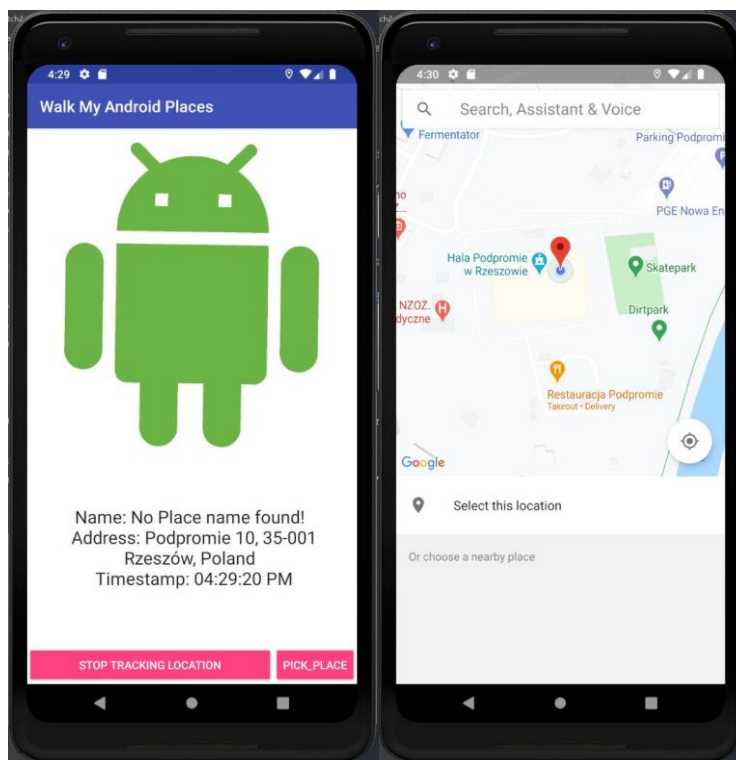 4:29
Walk My Android Places
Name: No Place name found!
Address: Podpromie 10, 35-001
Rzeszów, Poland
Timestamp: 04:29:20 PM
STOP TRACKING LOCATION
PICK_PLACE
4:30
Search, Assistant & Voice
Fermentator
Parking Podpromi
PGE Nowa En
Hala Podpromie
w Rzeszowie
Skatepark
NZOZ.
dyczne
Dirtpark
Restauracja Podpromie
Takeout • Delivery
Google
Select this location
Or choose a nearby place